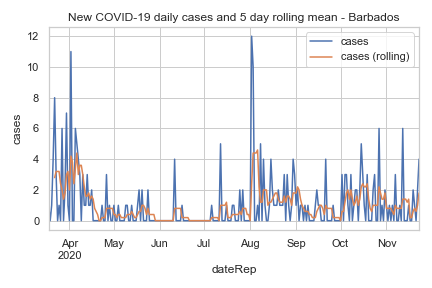 New COVID-19 daily cases and 5 day rolling mean - Barbados
cases
cases (rolling)
12
10
8
6
4
2
0
cases
Apr
2020
May
Jun
Jul
Aug
Sep
Oct
Nov
dateRep